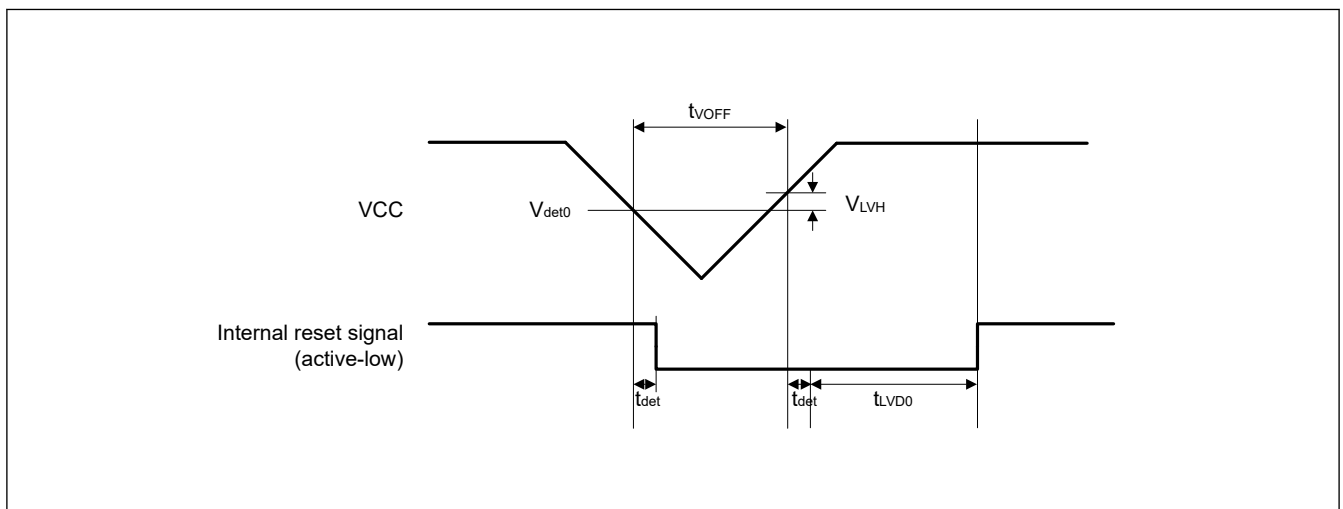 tVOFF
VCC
Vdet0
VLVH
Internal reset signal
(active-low)
tdet
tdet
tLVD0